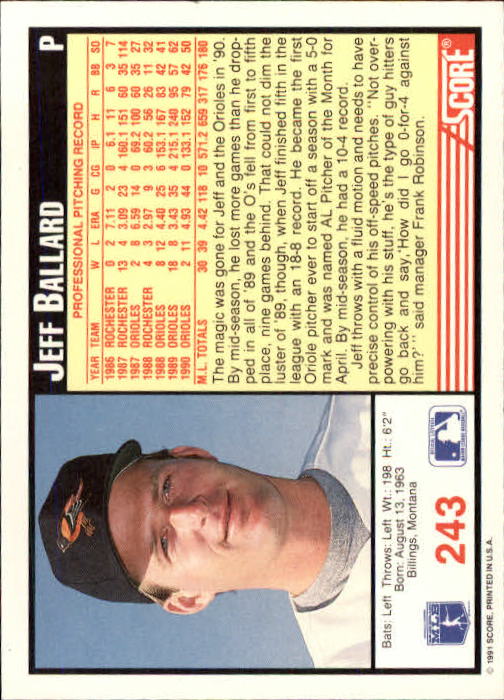 JEFF BALLARD P
PROFESSIONAL PITCHING RECORD
YEAR TEAM W L ERA G CG IP H R BB SO
1986 ROCHESTER 0 2 7.11 2 0 6.1 11 6 3 7
1987 ROCHESTER 13 4 3.09 23 4 160.1 151 60 35 114
1987 ORIOLES 2 8 6.59 14 0 69.2 100 60 35 27
1988 ROCHESTER 4 3 2.97 9 3 60.2 56 26 11 32
1988 ORIOLES 8 12 4.40 25 6 153.1 167 83 42 41
1989 ORIOLES 18 8 3.43 35 4 215.1 240 95 57 62
1990 ORIOLES 2 11 4.93 44 0 133.1 152 79 42 50
M.L. TOTALS 30 39 4.42 118 10 571.2 659 317 176 180
The magic was gone for Jeff and the Orioles in '90.
By mid-season, he lost more games than he drop-
ped in all of '89 and the O's fell from first to fifth
place, nine games behind. That could not dim the
luster of '89, though, when Jeff finished fifth in the
league with an 18-8 record. He became the first
Oriole pitcher ever to start off a season with a 5-0
mark and was named AL Pitcher of the Month for
April. By mid-season, he had a 10-4 record.
Jeff throws with a fluid motion and needs to have
precise control of his off-speed pitches. "Not over-
powering with his stuff, he's the type of guy hitters
go back and say,'How did I go 0-for-4 against
him?'" said manager Frank Robinson.
SCORE®
Bats: Left Throws: Left Wt.: 198 Ht.: 6'2"
Born: August 13, 1963
Billings, Montana
243
© 1991 SCORE, PRINTED IN U.S.A.